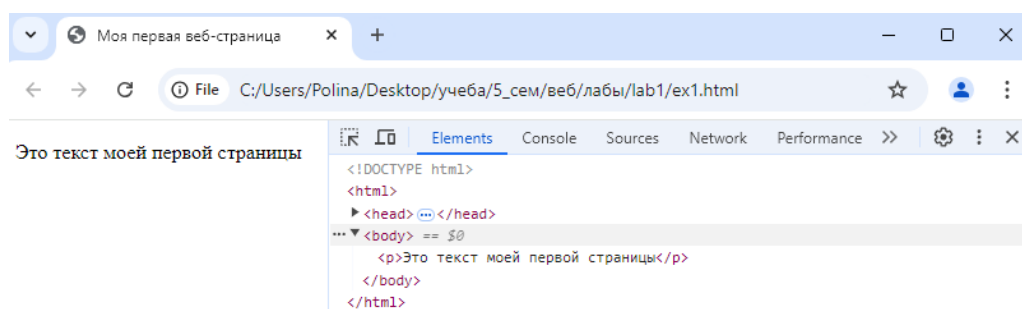 Моя первая веб-страница
File C:/Users/Polina/Desktop/учеба/5_сем/веб/лабы/lab1/ex1.html
Это текст моей первой страницы
Elements Console Sources Network Performance
<!DOCTYPE html>
<html>
<head> ⋯ </head>
<body> == $0
<p>Это текст моей первой страницы</p>
</body>
</html>